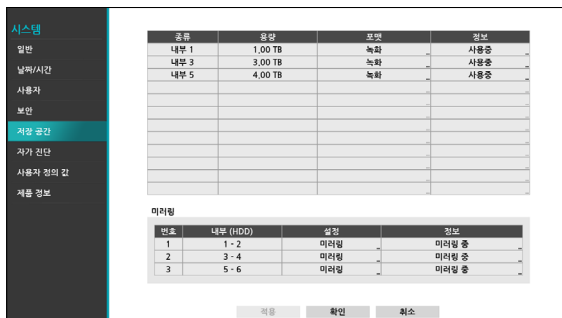 시스템
일반
날짜/시간
사용자
보안
저장 공간
자가 진단
사용자 정의 값
제품 정보
종류 용량 포맷 정보
내부 1 1,00 TB 녹화 사용중
내부 3 3,00 TB 녹화 사용중
내부 5 4,00 TB 녹화 사용중
미러링
번호 내부 (HDD) 설정 정보
1 1 - 2 미러링 미러링 중
2 3 - 4 미러링 미러링 중
3 5 - 6 미러링 미러링 중
적용 확인 취소